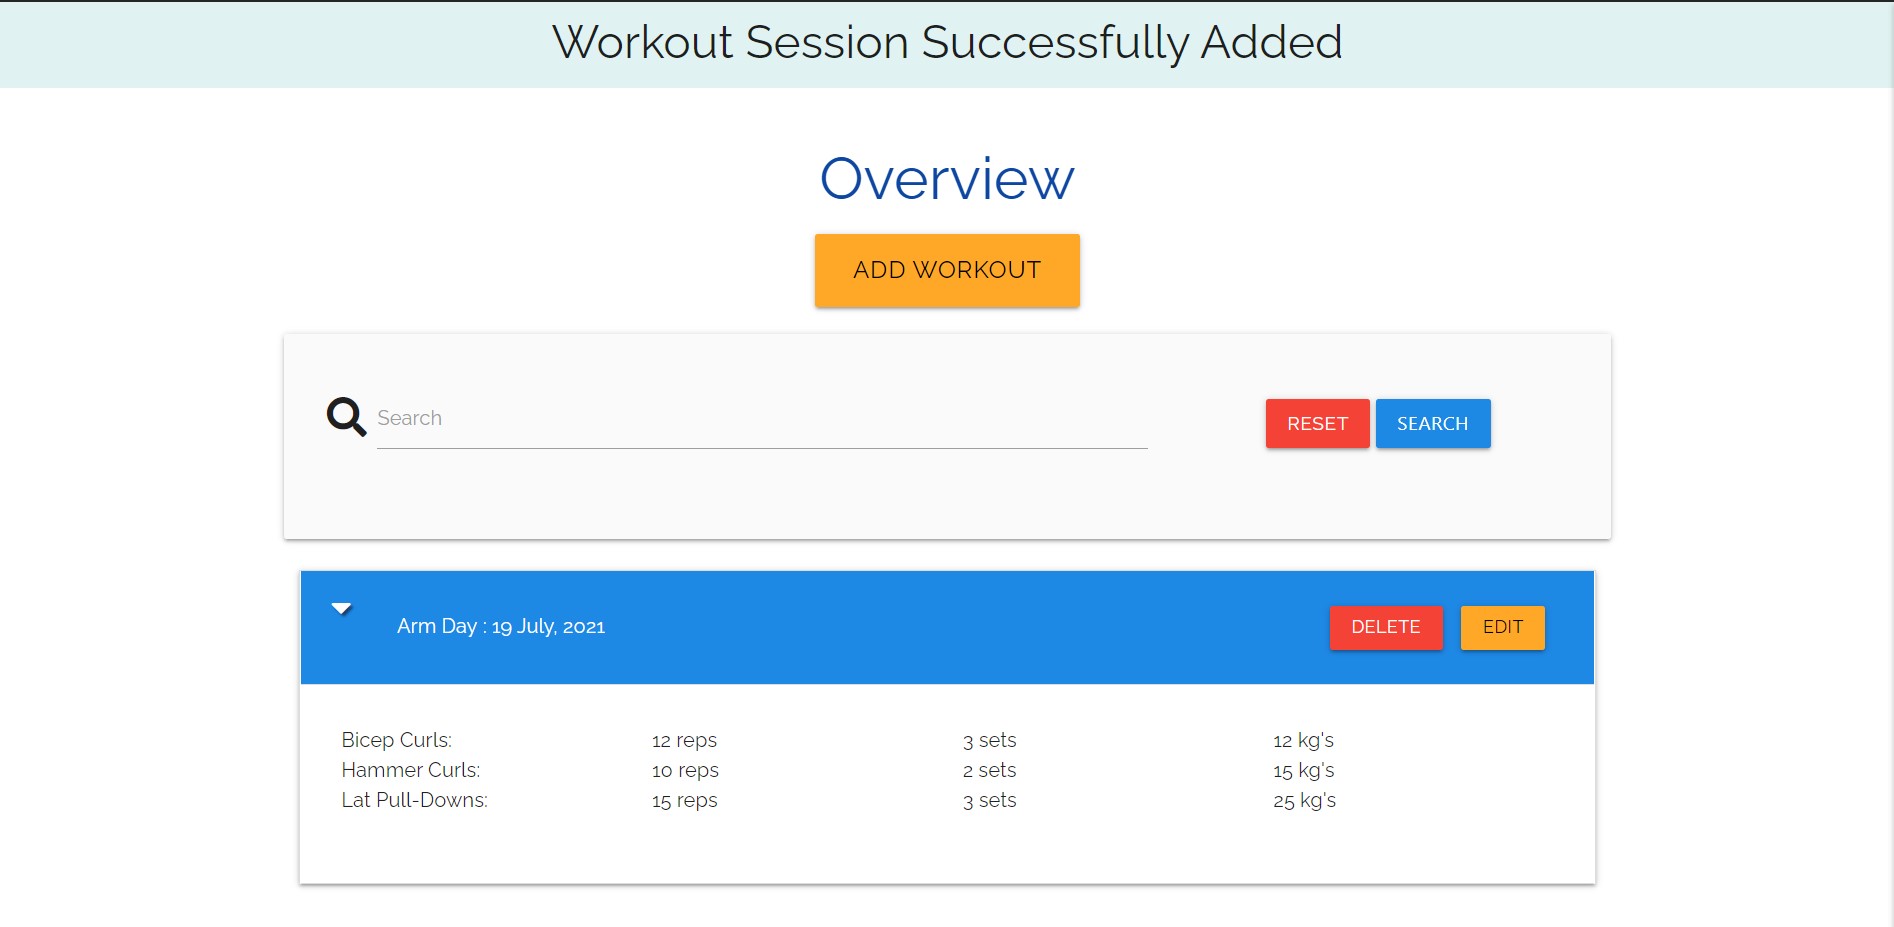 Workout Session Successfully Added
Overview
ADD WORKOUT
Search
RESET
SEARCH
Arm Day : 19 July, 2021
DELETE
EDIT
Bicep Curls: 12 reps 3 sets 12 kg's
Hammer Curls: 10 reps 2 sets 15 kg's
Lat Pull-Downs: 15 reps 3 sets 25 kg's